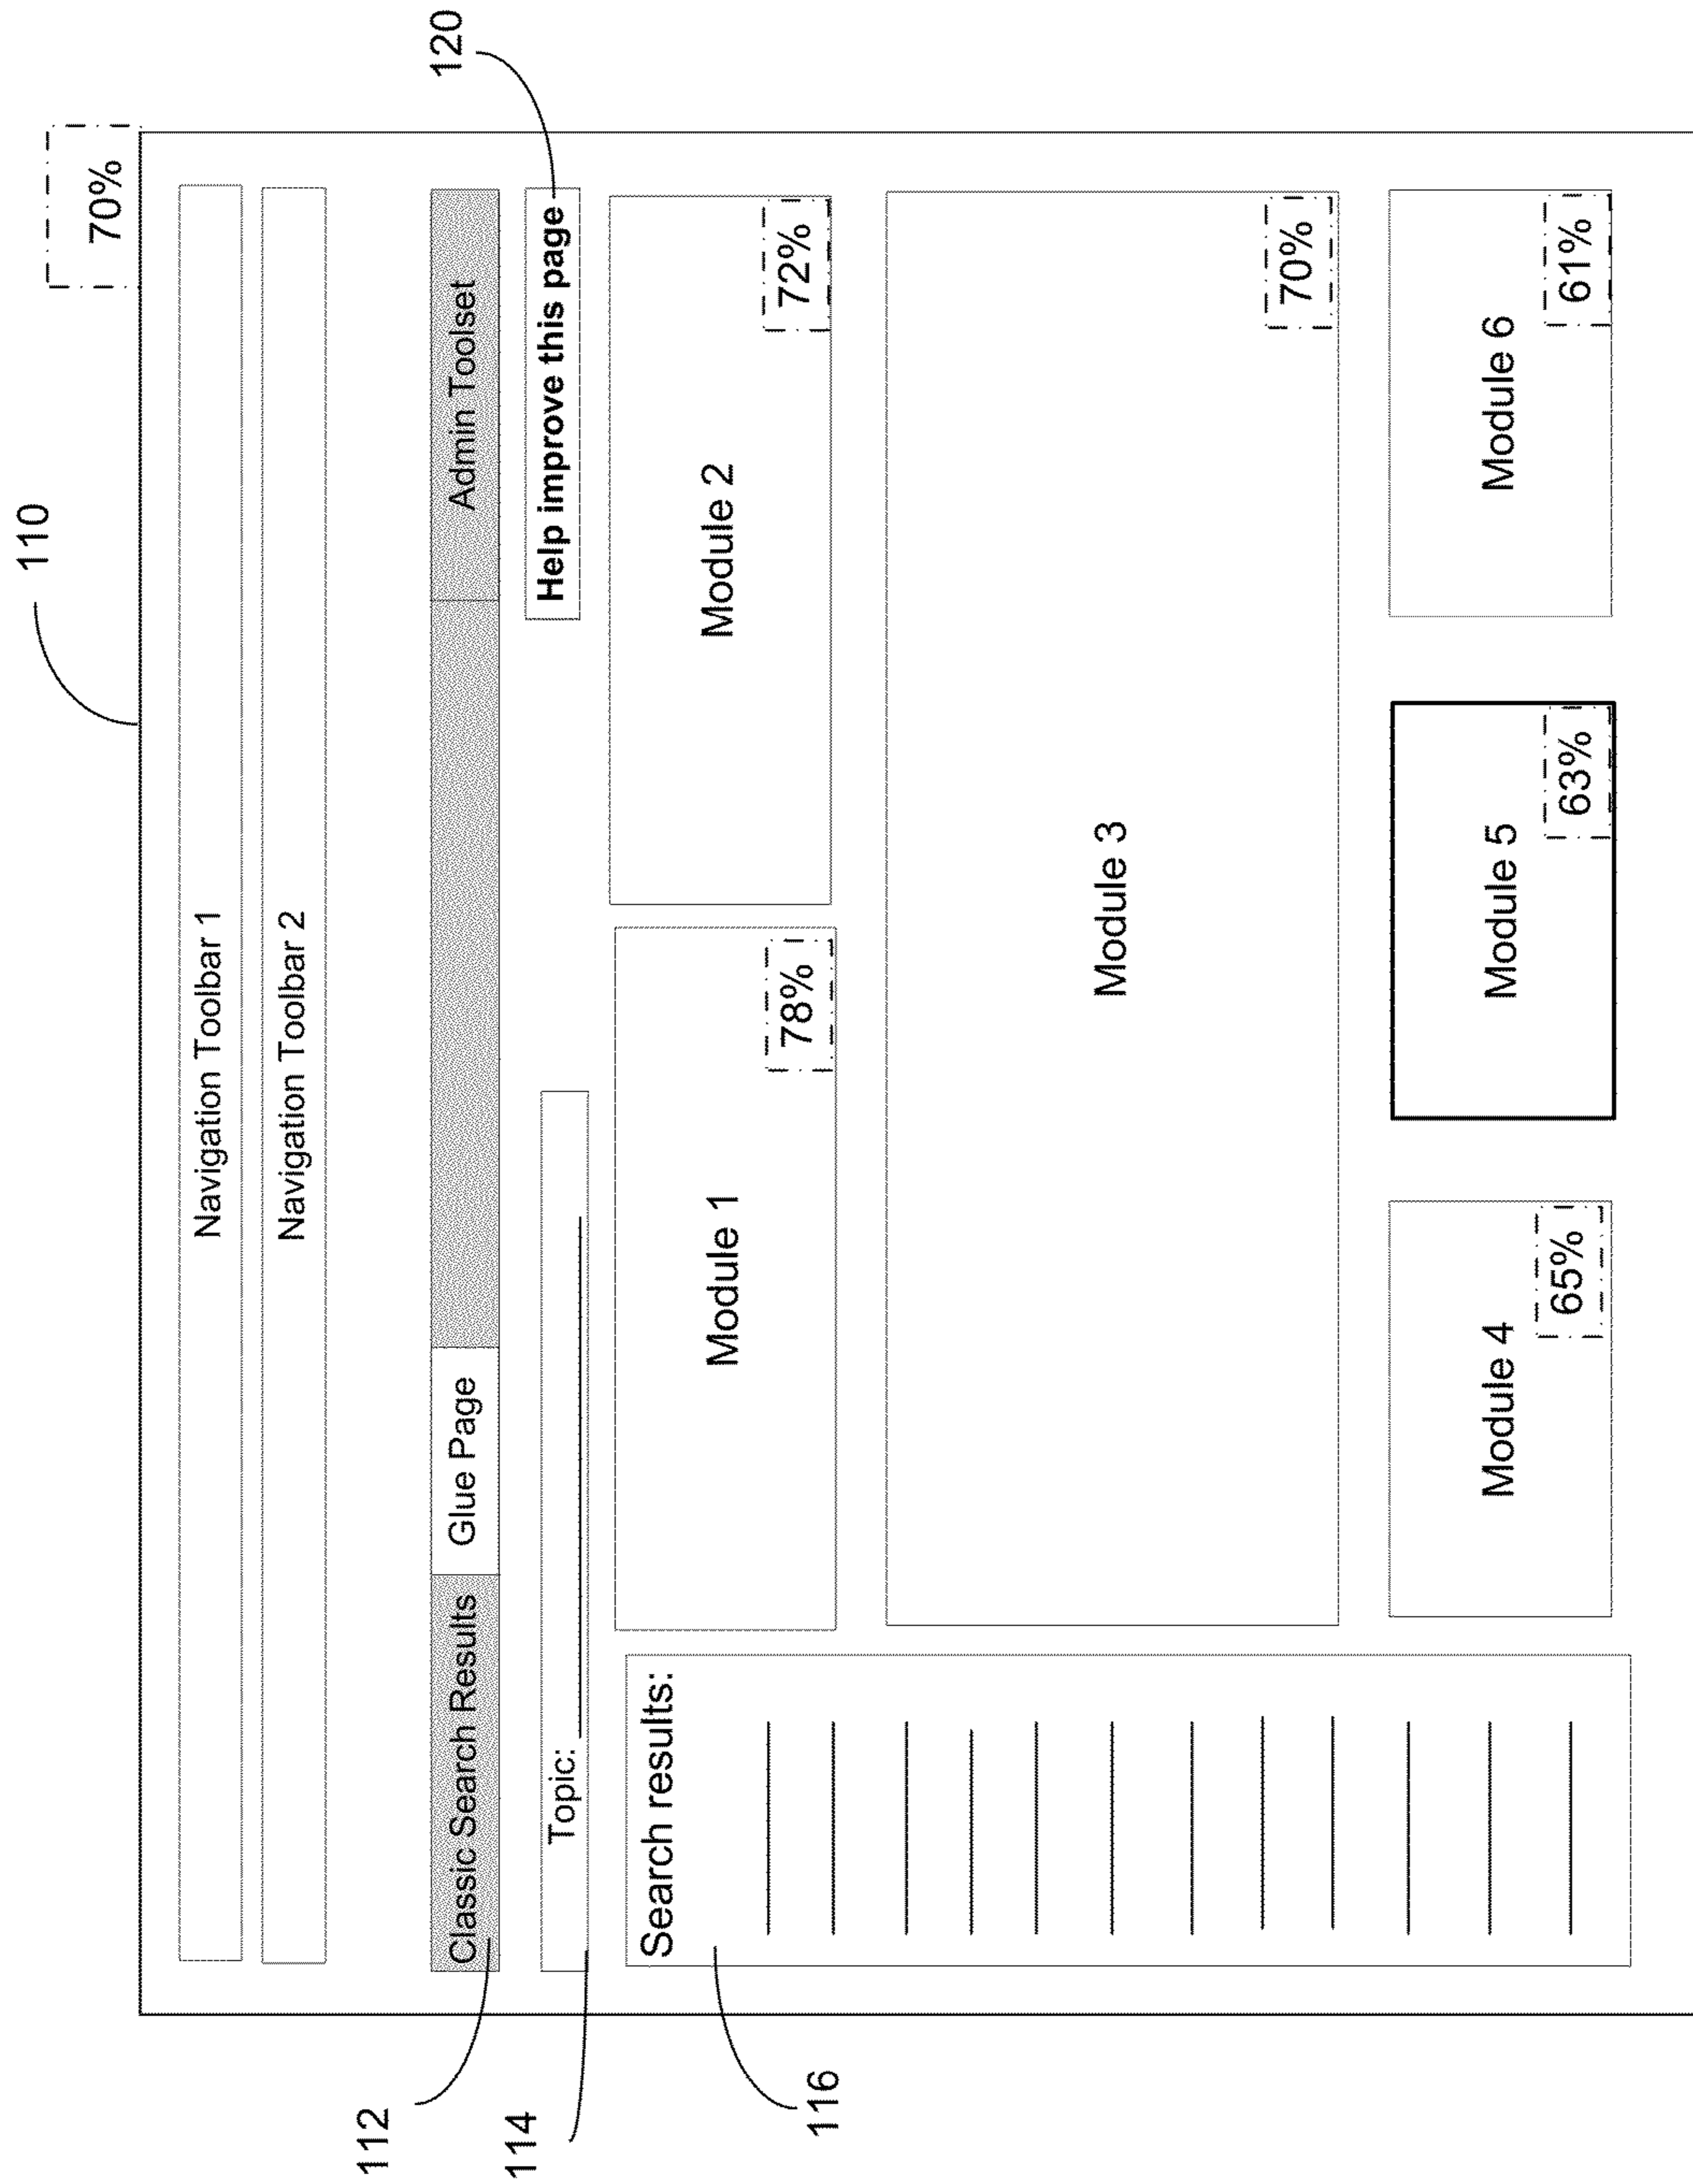 110
70%
Navigation Toolbar 1
Navigation Toolbar 2
120
112
Classic Search Results
Glue Page
Admin Toolset
114
Topic:
Help improve this page
116
Search results:
Module 1
78%
Module 2
72%
Module 3
70%
Module 4
65%
Module 5
63%
Module 6
61%